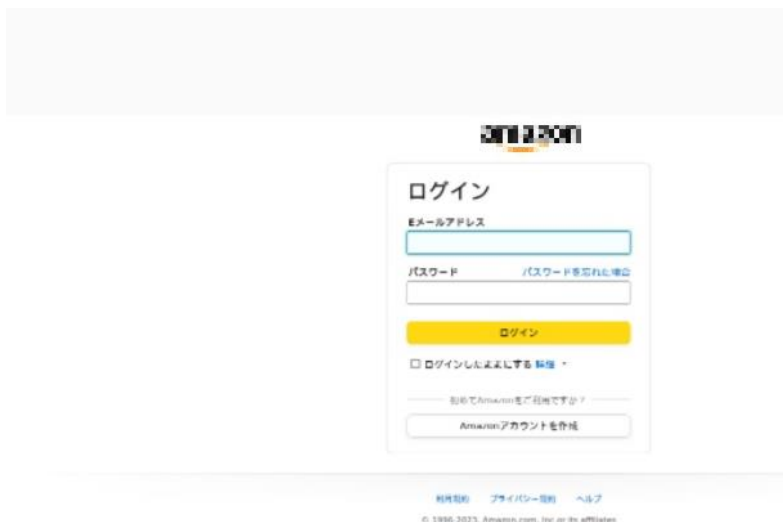 amazon
ログイン
Eメールアドレス
パスワード パスワードを忘れた場合
ログイン
ログインしたままにする 詳細
初めてAmazonをご利用ですか?
Amazonアカウントを作成
利用規約 プライバシー規約 ヘルプ
© 1996-2023, Amazon.com, Inc. or its affiliates